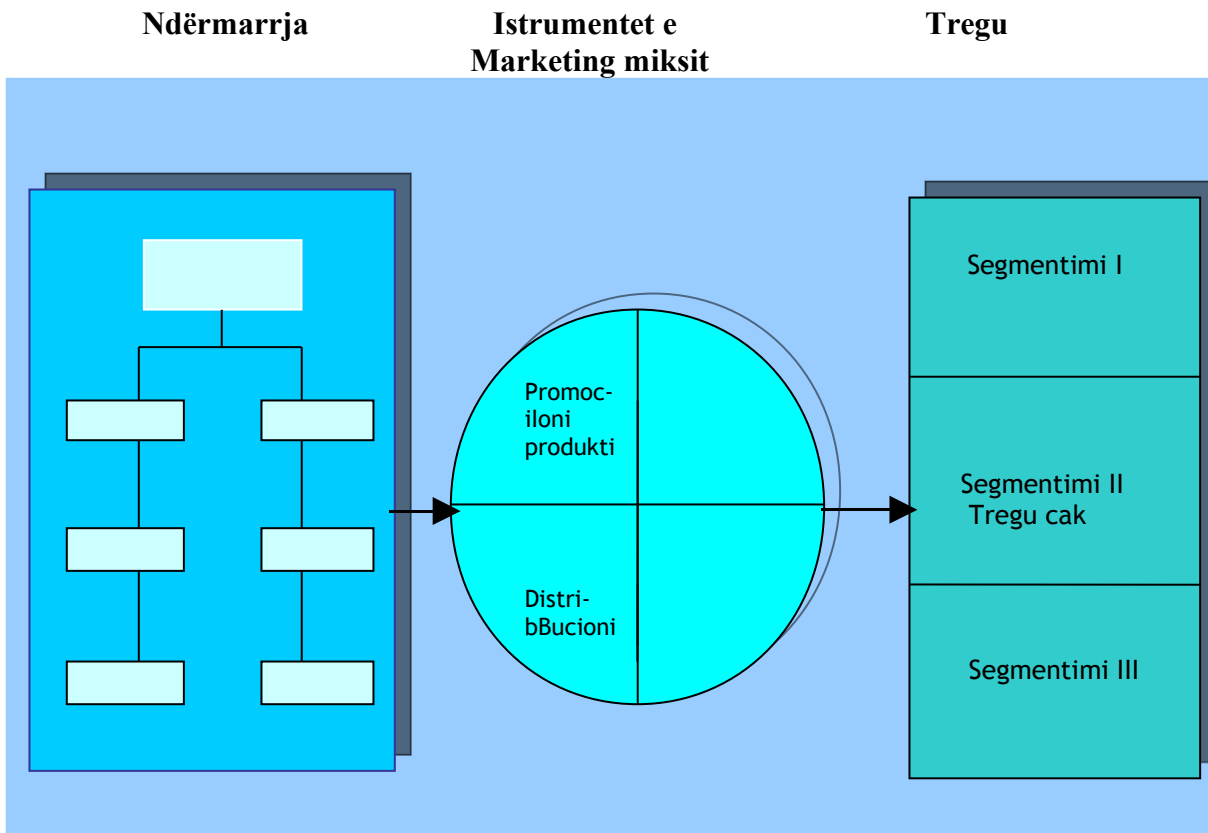 Ndërmarrja
Istrumentet e
Marketing miksit
Tregu
Promoc-
iloni
produkti
Distri-
bBucioni
Segmentimi I
Segmentimi II
Tregu cak
Segmentimi III